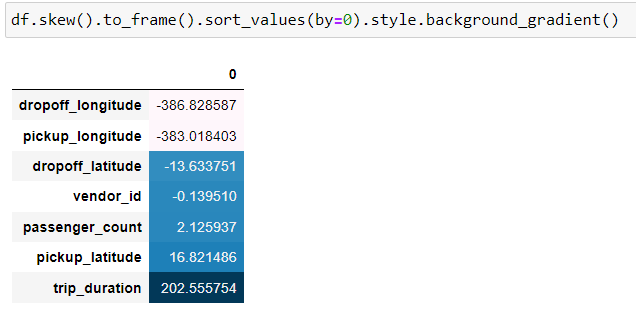 df.skew().to_frame().sort_values(by=0).style.background_gradient()
0
dropoff_longitude -386.828587
pickup_longitude -383.018403
dropoff_latitude -13.633751
vendor_id -0.139510
passenger_count 2.125937
pickup_latitude 16.821486
trip_duration 202.555754